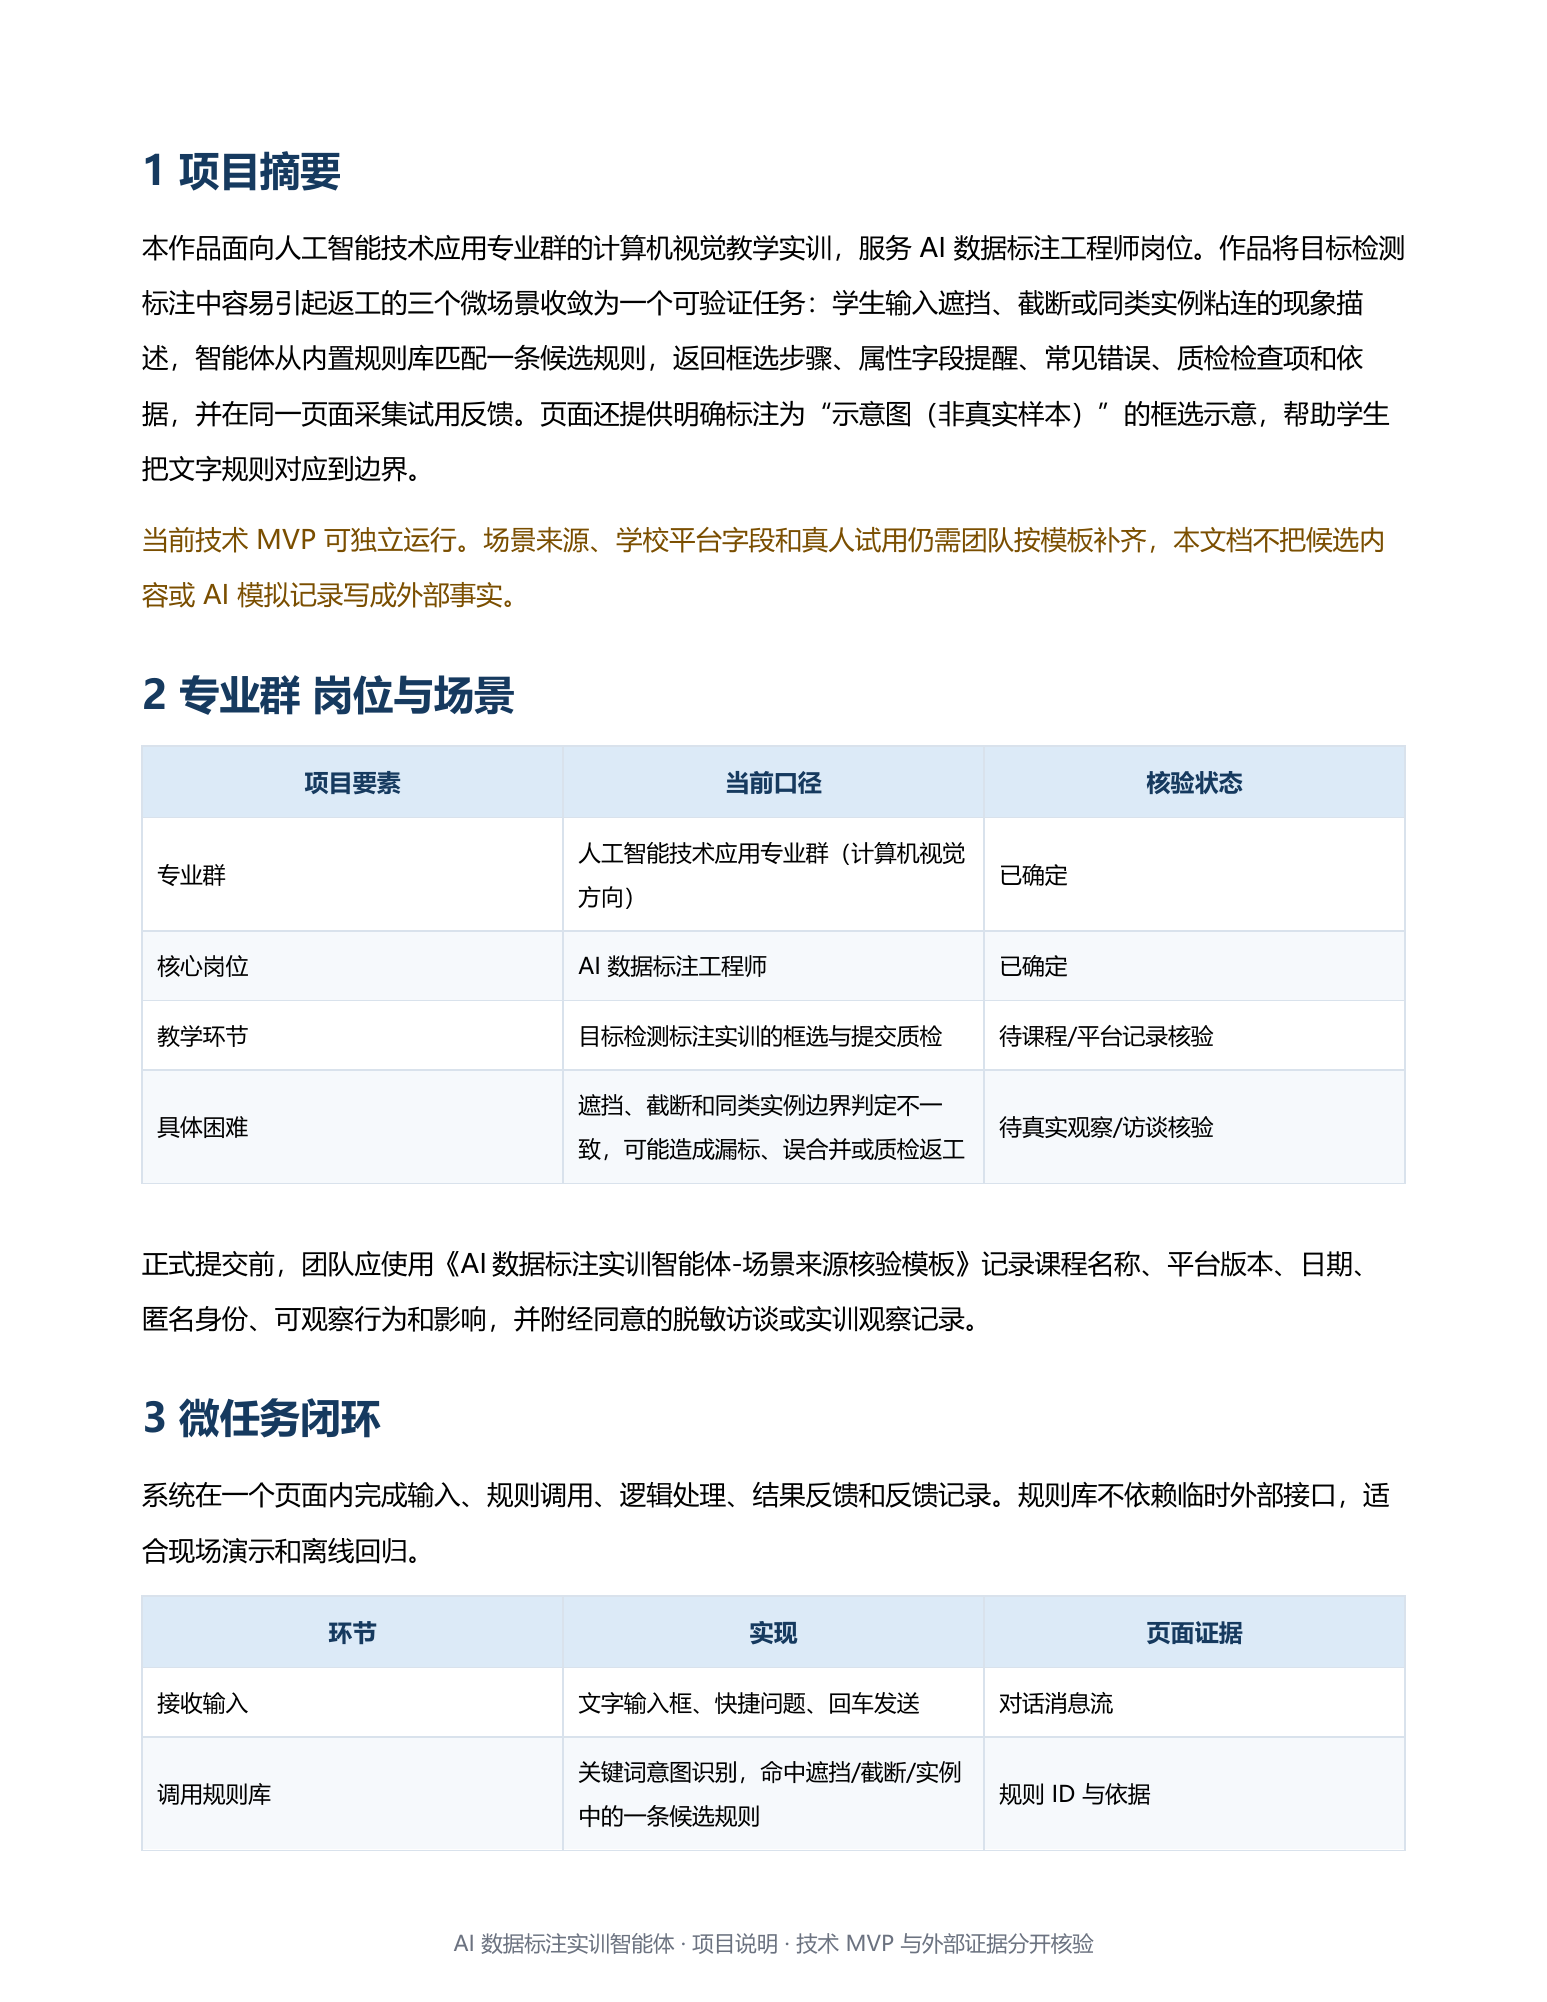 1 项目摘要
本作品面向人工智能技术应用专业群的计算机视觉教学实训，服务 AI 数据标注工程师岗位。作品将目标检测
标注中容易引起返工的三个微场景收敛为一个可验证任务：学生输入遮挡、截断或同类实例粘连的现象描
述，智能体从内置规则库匹配一条候选规则，返回框选步骤、属性字段提醒、常见错误、质检检查项和依
据，并在同一页面采集试用反馈。页面还提供明确标注为“示意图（非真实样本）”的框选示意，帮助学生
把文字规则对应到边界。
当前技术 MVP 可独立运行。场景来源、学校平台字段和真人试用仍需团队按模板补齐，本文档不把候选内
容或 AI 模拟记录写成外部事实。
2 专业群 岗位与场景
项目要素 当前口径 核验状态
专业群 人工智能技术应用专业群（计算机视觉
方向） 已确定
核心岗位 AI 数据标注工程师 已确定
教学环节 目标检测标注实训的框选与提交质检 待课程/平台记录核验
具体困难 遮挡、截断和同类实例边界判定不一
致，可能造成漏标、误合并或质检返工 待真实观察/访谈核验
正式提交前，团队应使用《AI 数据标注实训智能体-场景来源核验模板》记录课程名称、平台版本、日期、
匿名身份、可观察行为和影响，并附经同意的脱敏访谈或实训观察记录。
3 微任务闭环
系统在一个页面内完成输入、规则调用、逻辑处理、结果反馈和反馈记录。规则库不依赖临时外部接口，适
合现场演示和离线回归。
环节 实现 页面证据
接收输入 文字输入框、快捷问题、回车发送 对话消息流
调用规则库 关键词意图识别，命中遮挡/截断/实例
中的一条候选规则 规则 ID 与依据
AI 数据标注实训智能体 · 项目说明 · 技术 MVP 与外部证据分开核验